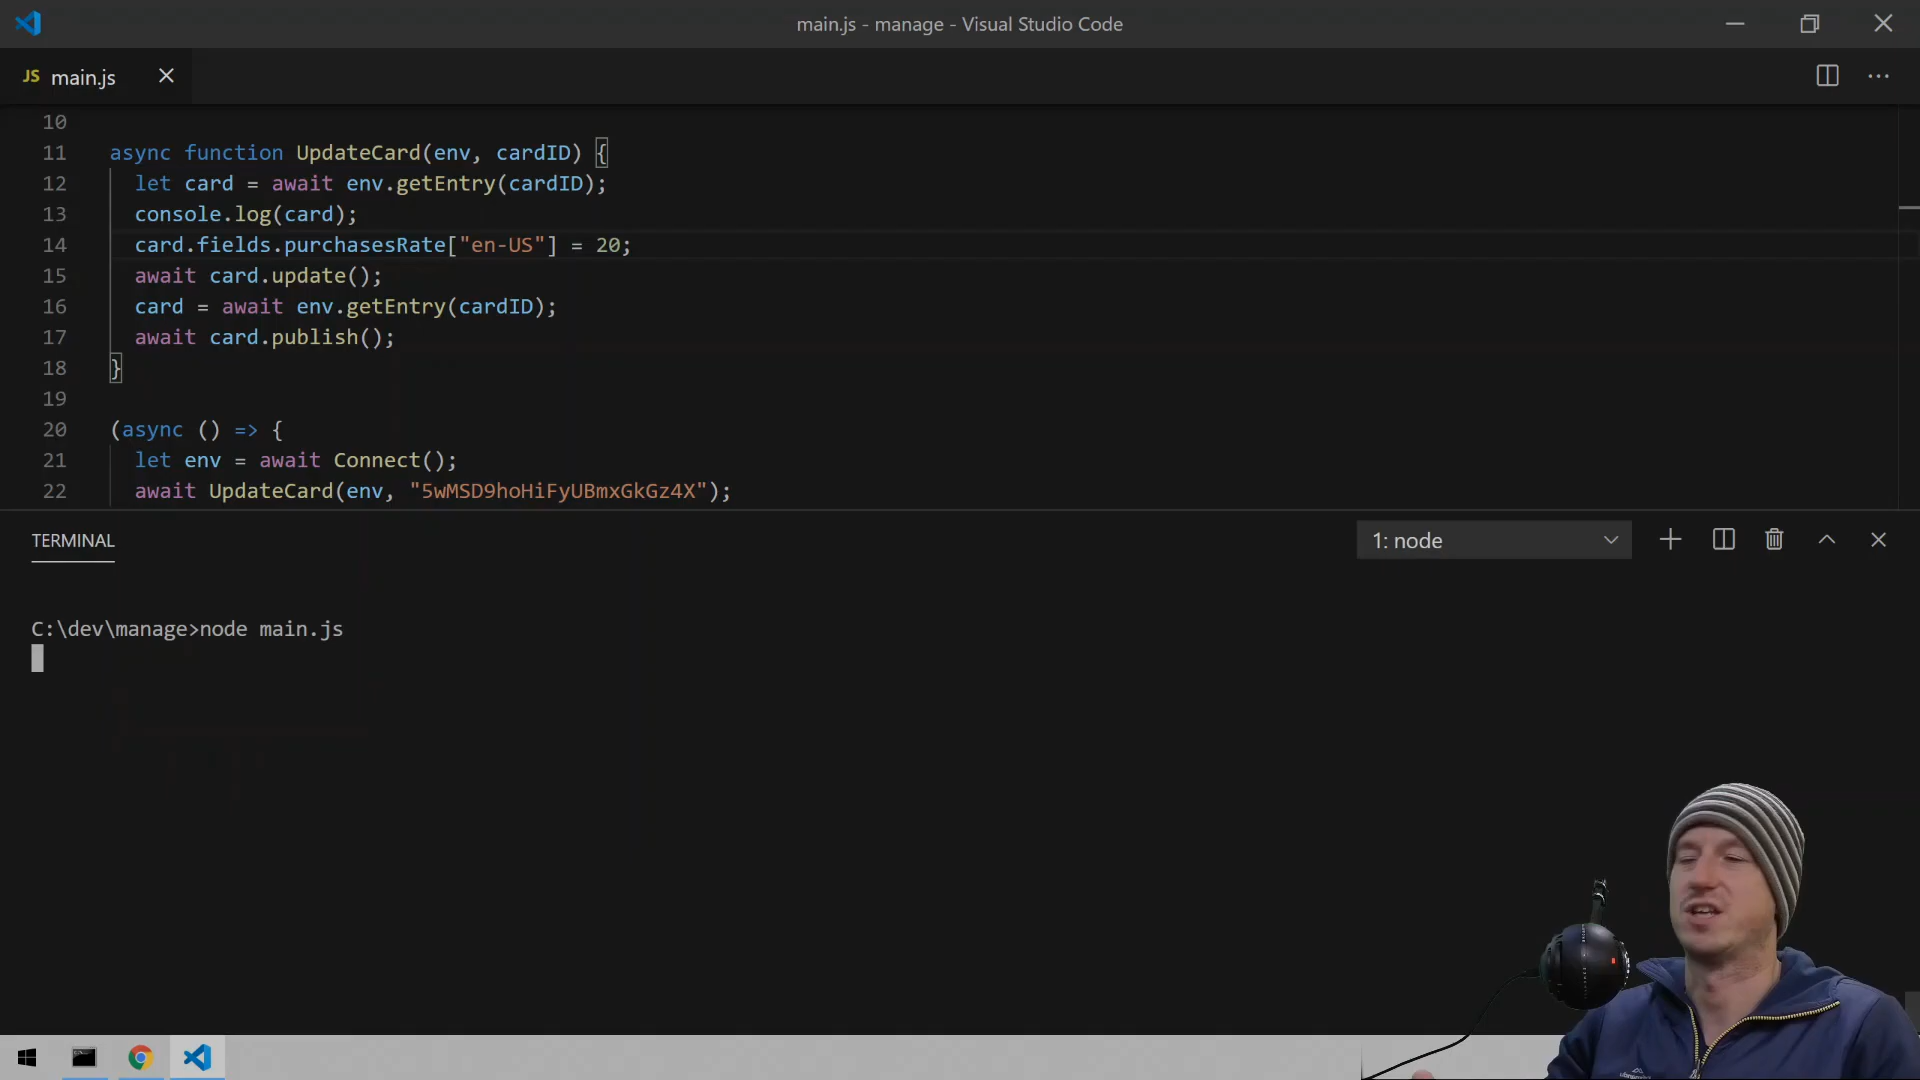 main.js - manage - Visual Studio Code
JS main.js
10
11 async function UpdateCard(env, cardID) {
12 let card = await env.getEntry(cardID);
13 console.log(card);
14 card.fields.purchasesRate["en-US"] = 20;
15 await card.update();
16 card = await env.getEntry(cardID);
17 await card.publish();
18 }
19
20 (async () => {
21 let env = await Connect();
22 await UpdateCard(env, "5wMSD9hoHiFyUBmxGkGz4X");
TERMINAL
1: node
C:\dev\manage>node main.js